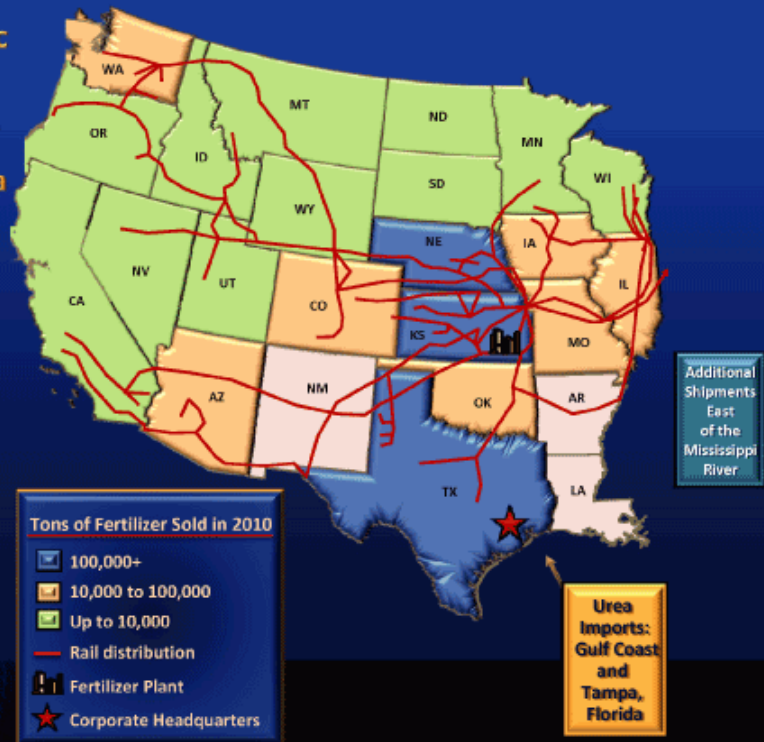 WA
MT
ND
MN
OR
ID
WI
SD
WY
NE
IA
NV
UT
IL
CA
CO
KS
MO
AZ
NM
OK
AR
TX
LA
Additional
Shipments
East
of the
Mississippi
River
Tons of Fertilizer Sold in 2010
100,000+
10,000 to 100,000
Up to 10,000
Rail distribution
Fertilizer Plant
Corporate Headquarters
Urea
Imports:
Gulf Coast
and
Tampa,
Florida